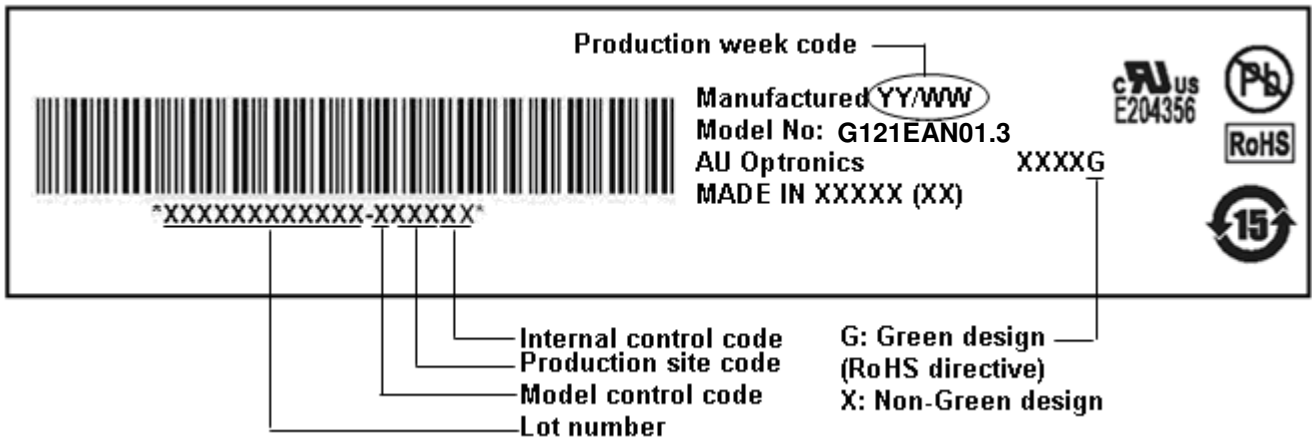 Production week code
Manufactured YY/WW
Model No: G121EAN01.3
AU Optronics XXXXG
MADE IN XXXXX (XX)
c RU US
E204356
Pb
RoHS
15
*XXXXXXXXXXXX-XXXXXX*
Internal control code
Production site code
Model control code
Lot number
G: Green design
(RoHS directive)
X: Non-Green design